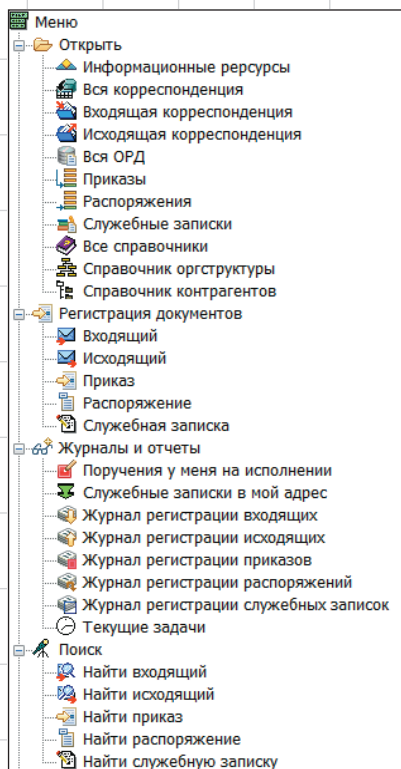 Меню
Открыть
Информационные рерсурсы
Вся корреспонденция
Входящая корреспонденция
Исходящая корреспонденция
Вся ОРД
Приказы
Распоряжения
Служебные записки
Все справочники
Справочник оргструктуры
Справочник контрагентов
Регистрация документов
Входящий
Исходящий
Приказ
Распоряжение
Служебная записка
Журналы и отчеты
Поручения у меня на исполнении
Служебные записки в мой адрес
Журнал регистрации входящих
Журнал регистрации исходящих
Журнал регистрации приказов
Журнал регистрации распоряжений
Журнал регистрации служебных записок
Текущие задачи
Поиск
Найти входящий
Найти исходящий
Найти приказ
Найти распоряжение
Найти служебную записку